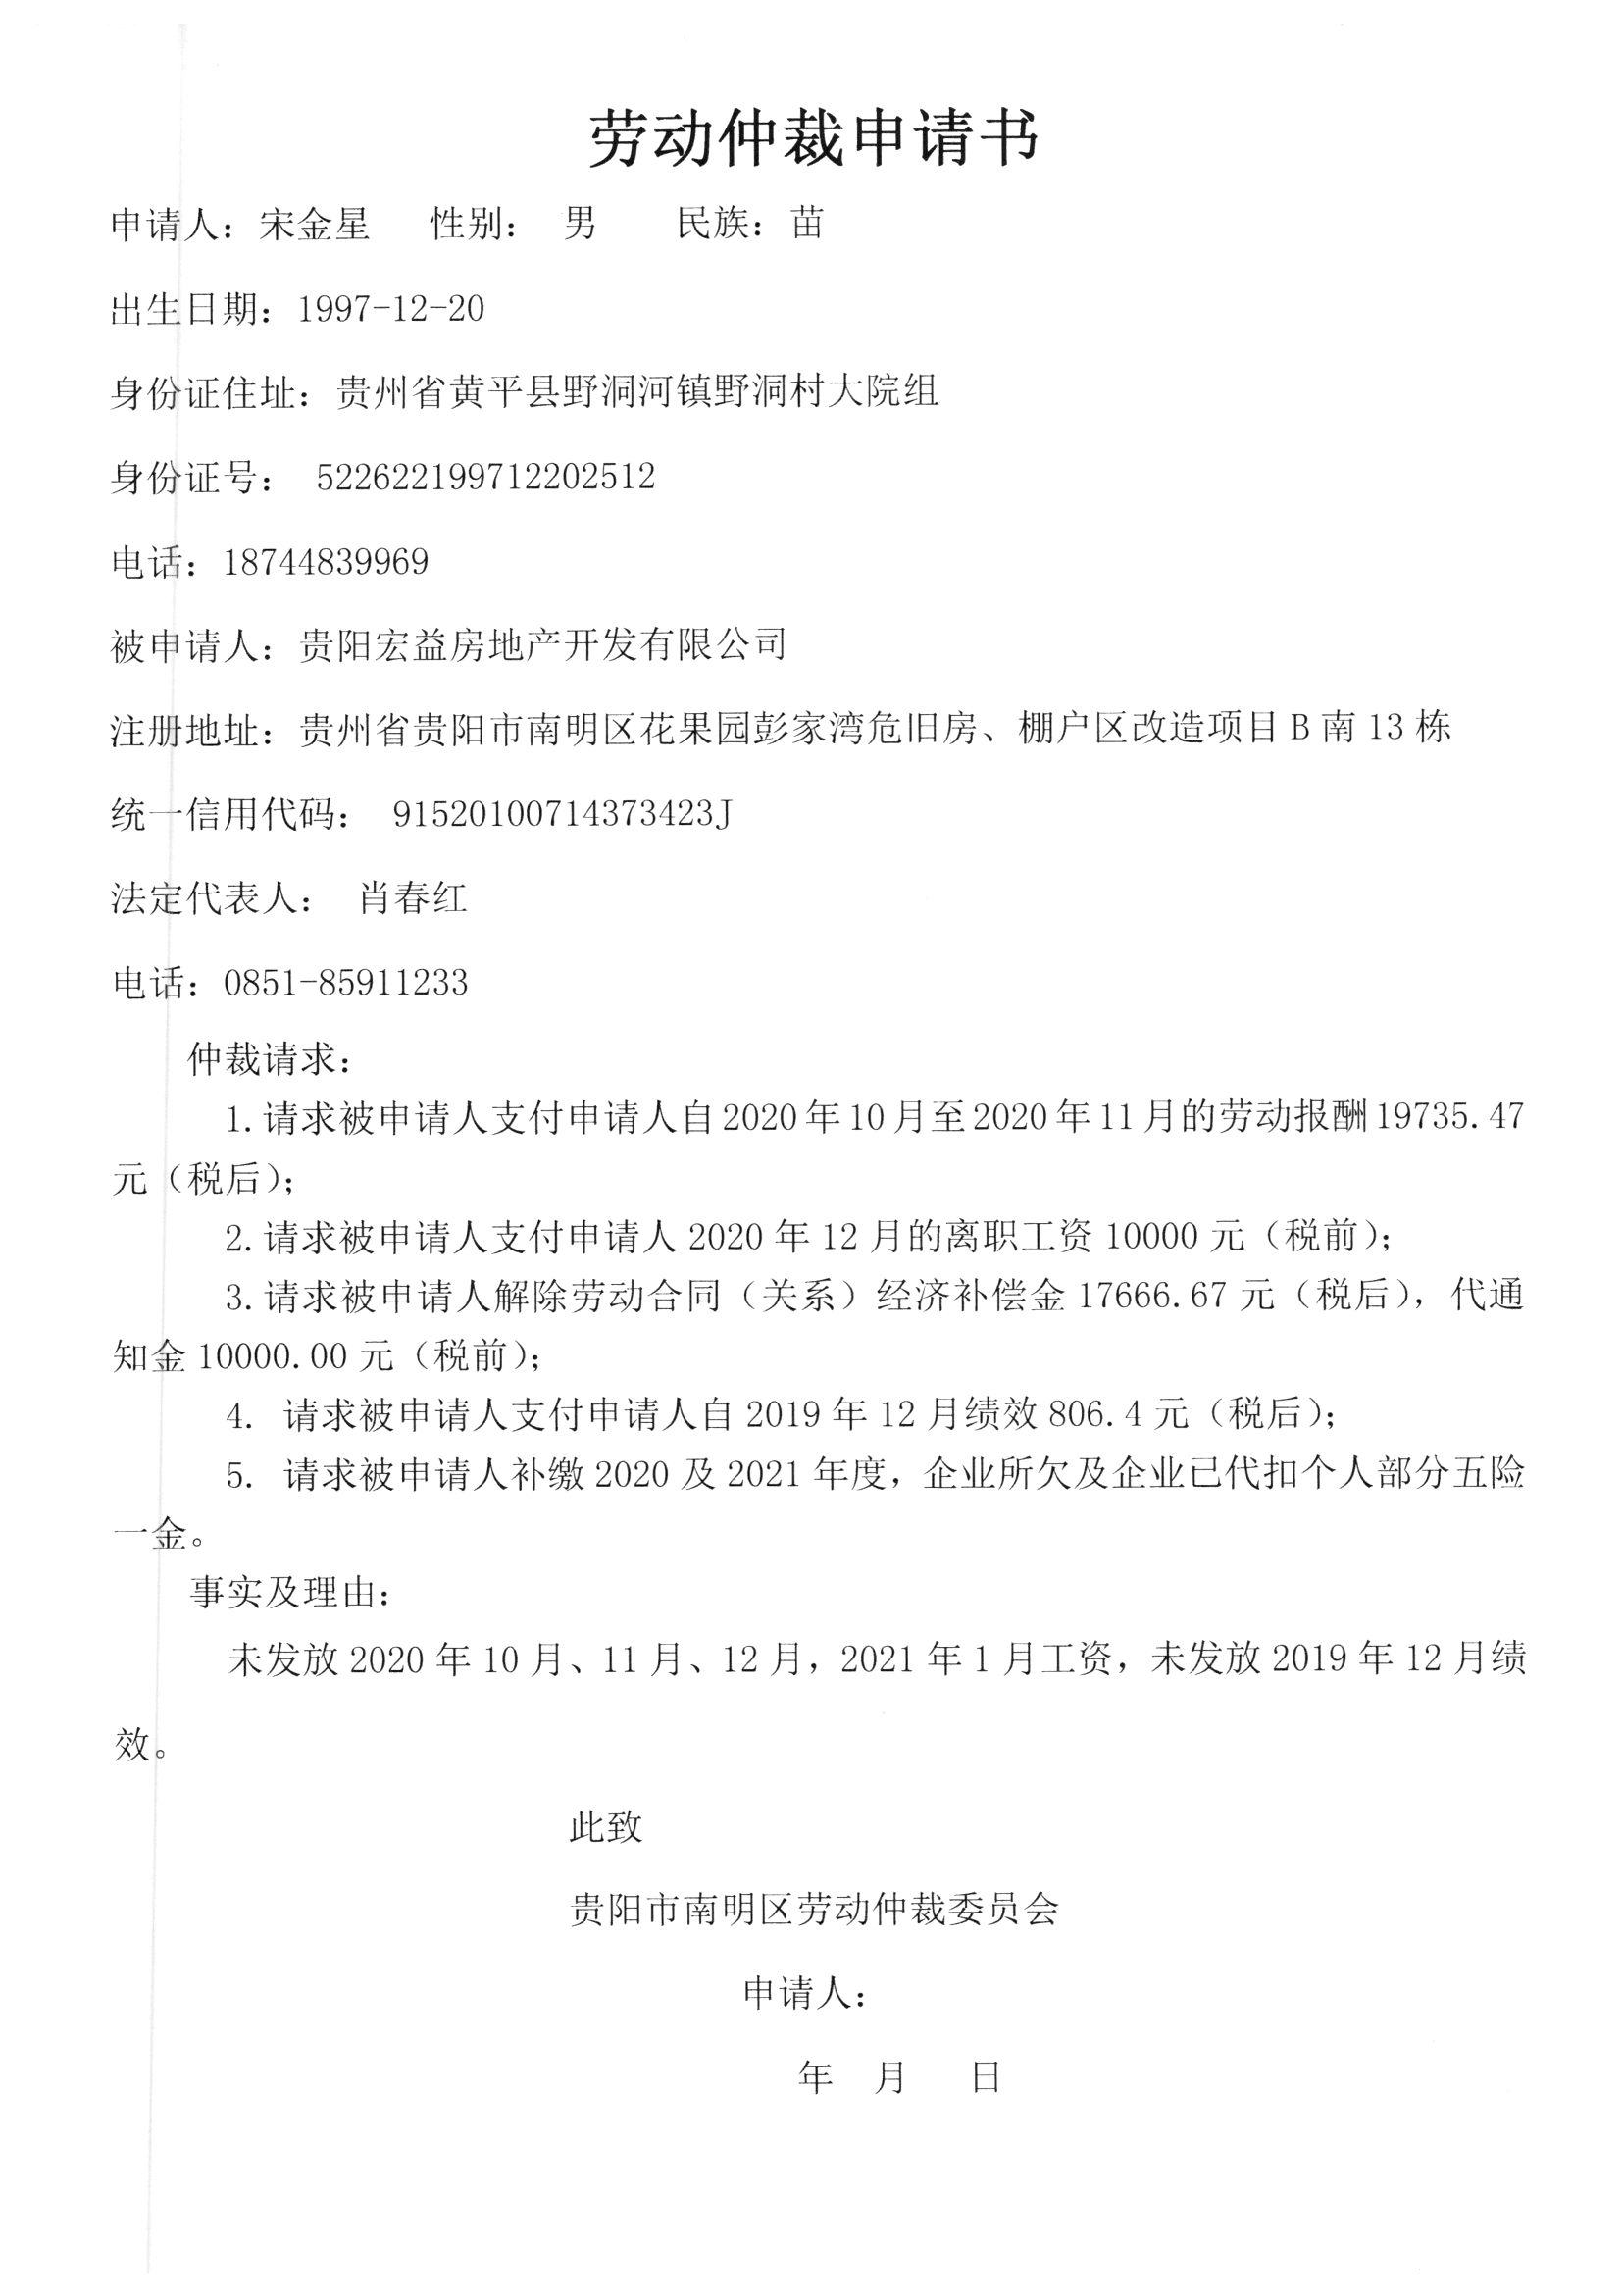 劳动仲裁申请书
申请人：宋金星 性别： 男 民族：苗
出生日期：1997-12-20
身份证住址：贵州省黄平县野洞河镇野洞村大院组
身份证号： 522622199712202512
电话：18744839969
被申请人：贵阳宏益房地产开发有限公司
注册地址：贵州省贵阳市南明区花果园彭家湾危旧房、棚户区改造项目 B 南 13 栋
统一信用代码： 91520100714373423J
法定代表人： 肖春红
电话：0851-85911233
仲裁请求：
1.请求被申请人支付申请人自 2020 年 10 月至 2020 年 11 月的劳动报酬 19735.47
元（税后）；
2.请求被申请人支付申请人 2020 年 12 月的离职工资 10000 元（税前）；
3.请求被申请人解除劳动合同（关系）经济补偿金 17666.67 元（税后），代通
知金 10000.00 元（税前）；
4. 请求被申请人支付申请人自 2019 年 12 月绩效 806.4 元（税后）；
5. 请求被申请人补缴 2020 及 2021 年度，企业所欠及企业已代扣个人部分五险
一金。
事实及理由：
未发放 2020 年 10 月、11 月、12 月，2021 年 1 月工资，未发放 2019 年 12 月绩
效。
此致
贵阳市南明区劳动仲裁委员会
申请人：
年 月 日